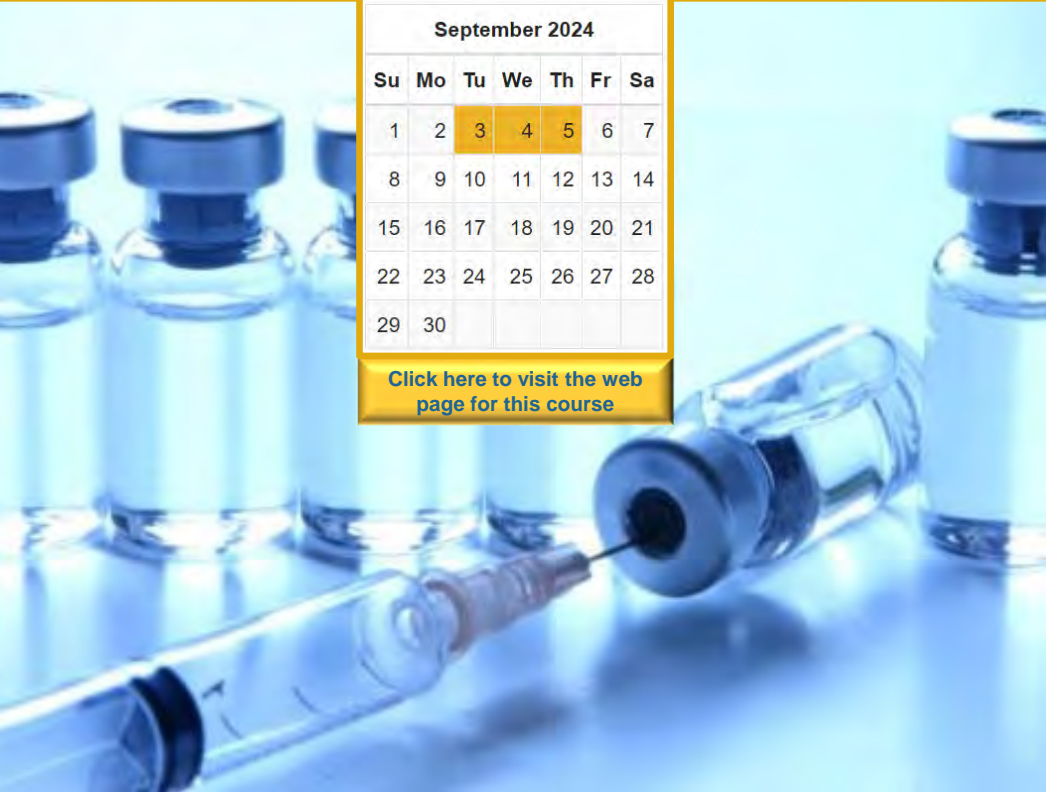 September 2024
Su Mo Tu We Th Fr Sa
1 2 3 4 5 6 7
8 9 10 11 12 13 14
15 16 17 18 19 20 21
22 23 24 25 26 27 28
29 30
Click here to visit the web
page for this course